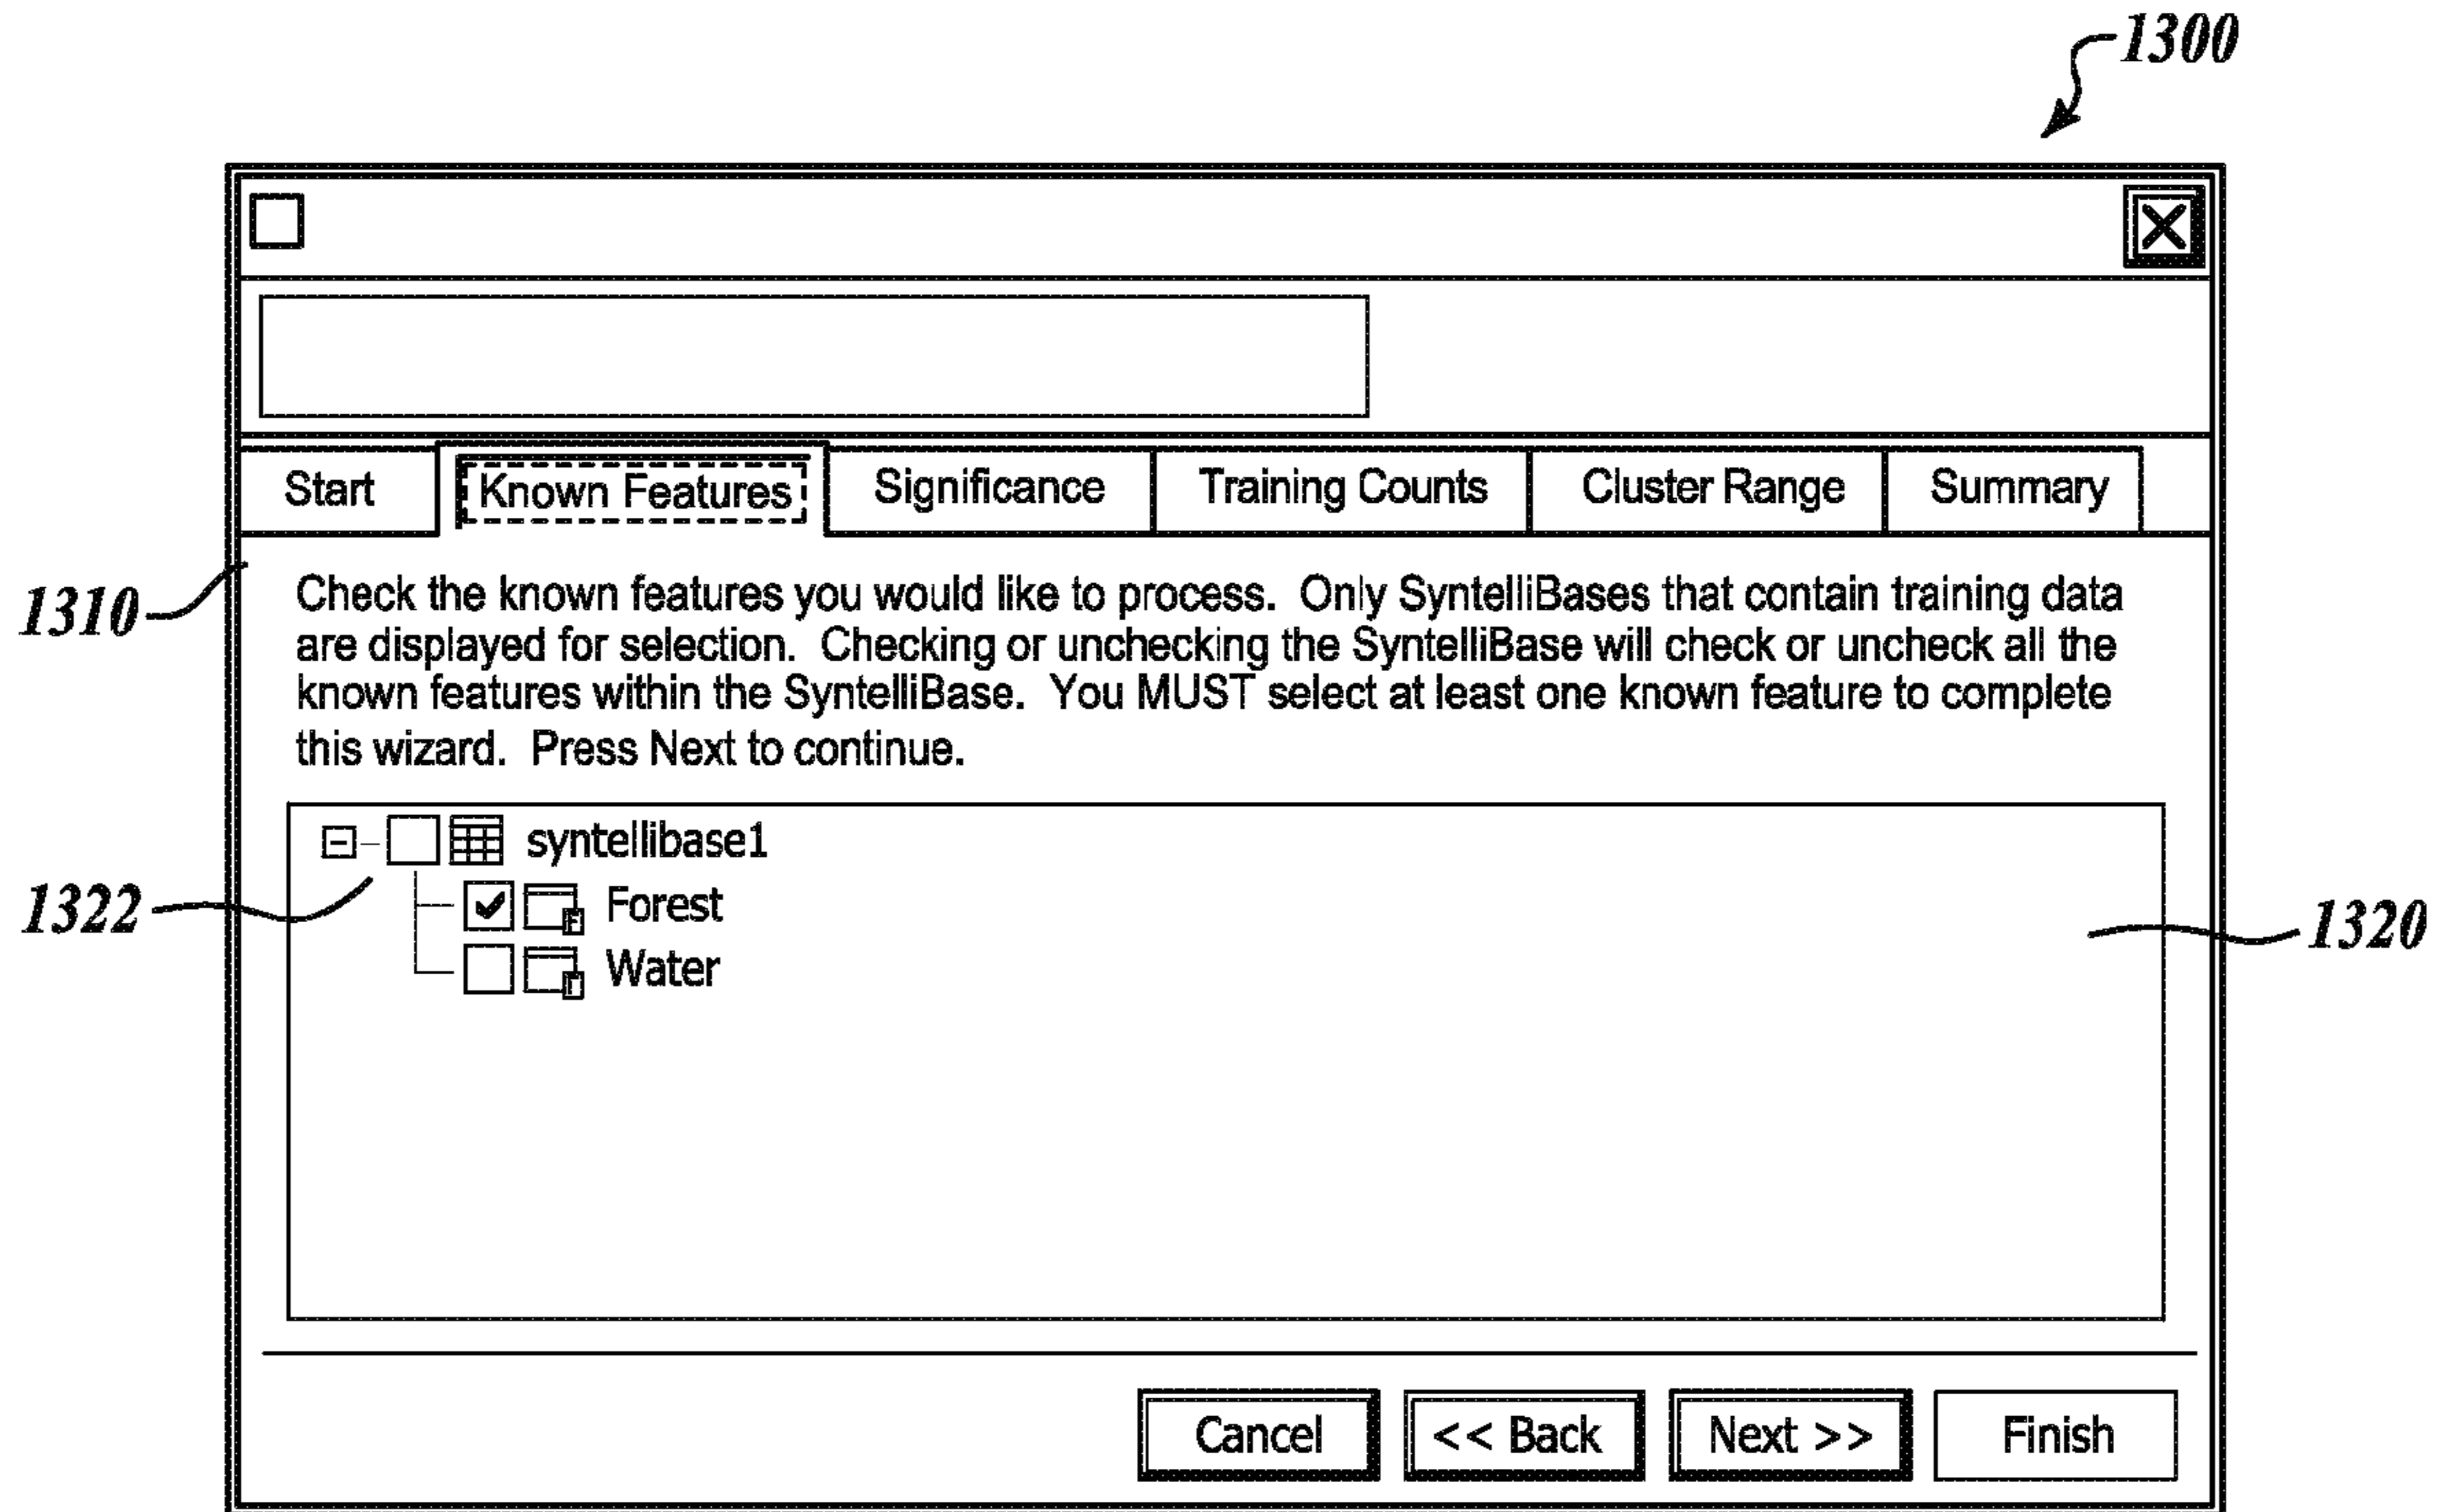 1300
Start Known Features Significance Training Counts Cluster Range Summary
1310
Check the known features you would like to process. Only SyntelliBases that contain training data
are displayed for selection. Checking or unchecking the SyntelliBase will check or uncheck all the
known features within the SyntelliBase. You MUST select at least one known feature to complete
this wizard. Press Next to continue.
syntellibase1
1322
Forest
Water
1320
Cancel << Back Next >> Finish